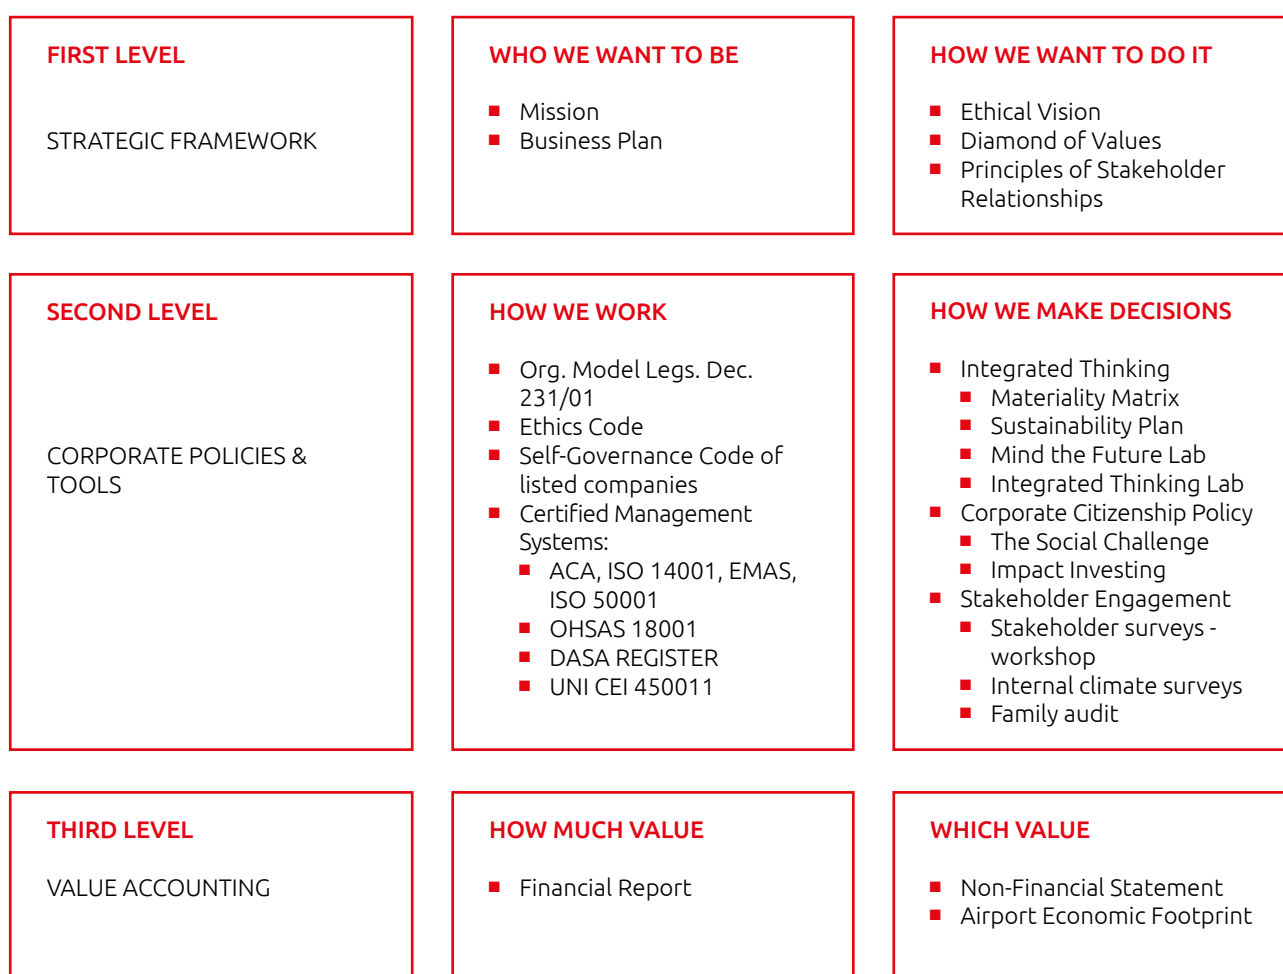 FIRST LEVEL
STRATEGIC FRAMEWORK
WHO WE WANT TO BE
Mission
Business Plan
HOW WE WANT TO DO IT
Ethical Vision
Diamond of Values
Principles of Stakeholder
Relationships
SECOND LEVEL
CORPORATE POLICIES &
TOOLS
HOW WE WORK
Org. Model Legs. Dec.
231/01
Ethics Code
Self-Governance Code of
listed companies
Certified Management
Systems:
ACA, ISO 14001, EMAS,
ISO 50001
OHSAS 18001
DASA REGISTER
UNI CEI 450011
HOW WE MAKE DECISIONS
Integrated Thinking
Materiality Matrix
Sustainability Plan
Mind the Future Lab
Integrated Thinking Lab
Corporate Citizenship Policy
The Social Challenge
Impact Investing
Stakeholder Engagement
Stakeholder surveys -
workshop
Internal climate surveys
Family audit
THIRD LEVEL
VALUE ACCOUNTING
HOW MUCH VALUE
Financial Report
WHICH VALUE
Non-Financial Statement
Airport Economic Footprint